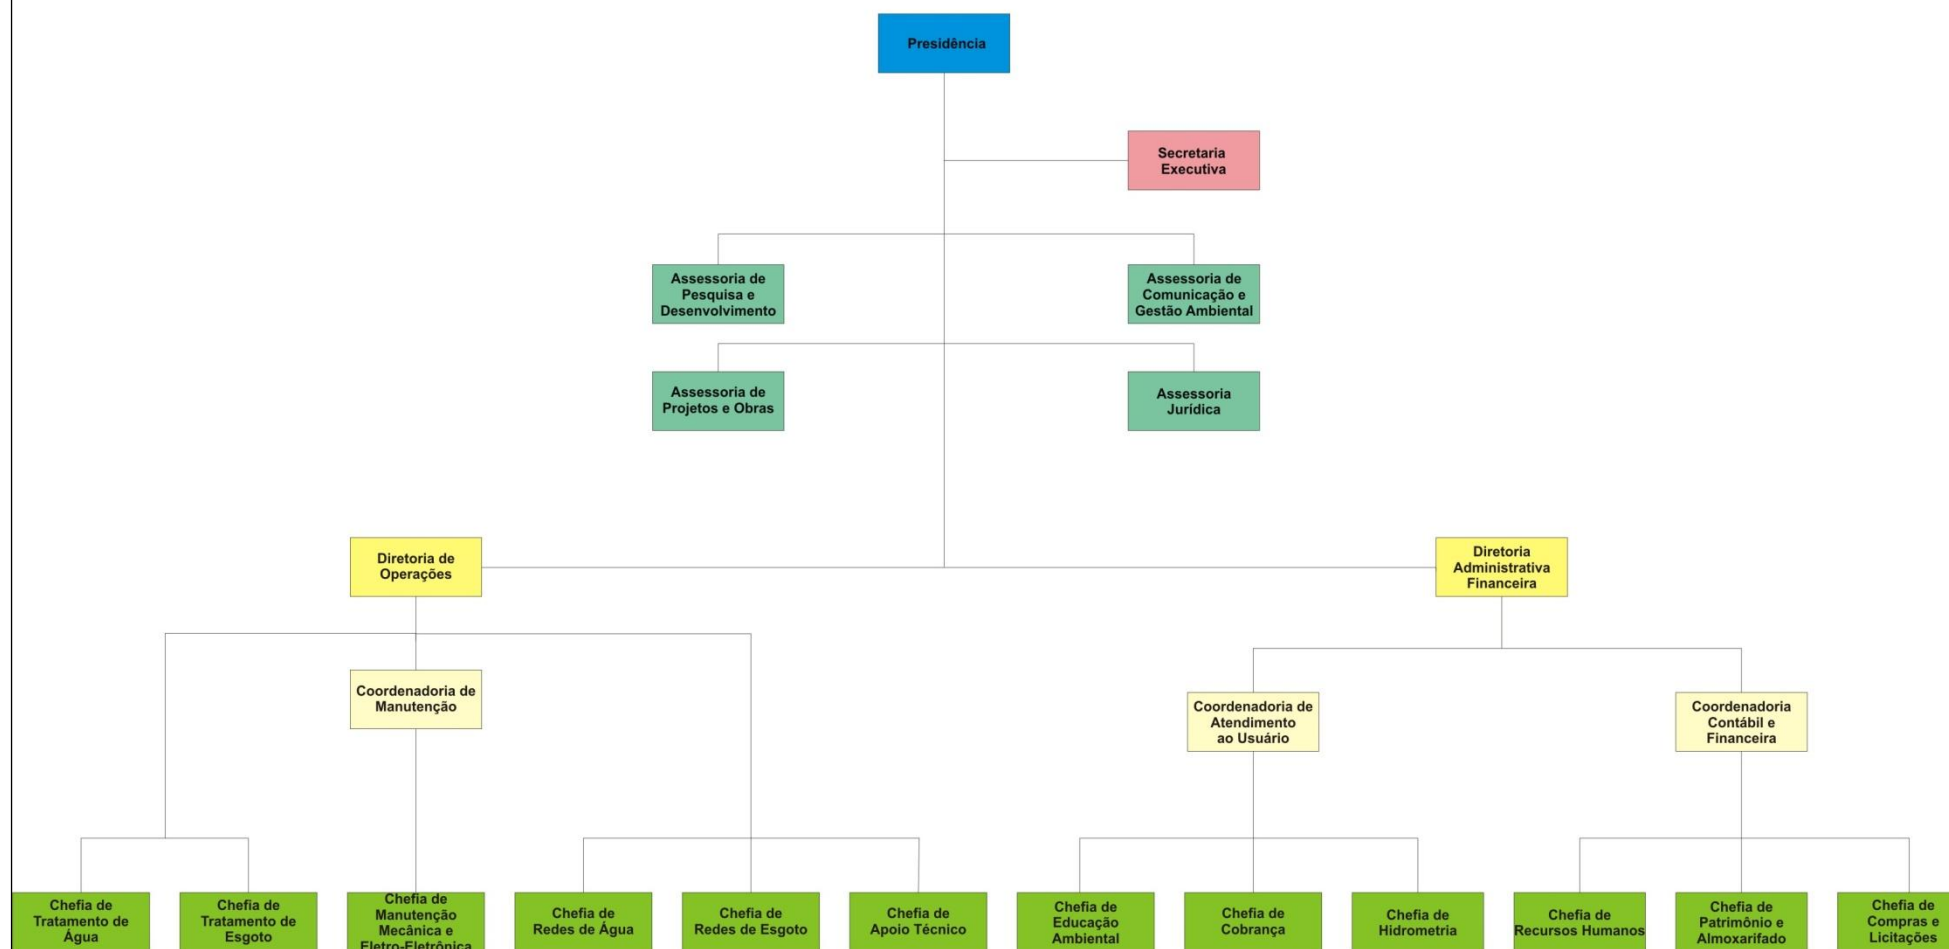 Presidência
Secretaria
Executiva
Assessoria de
Pesquisa e
Desenvolvimento
Assessoria de
Comunicação e
Gestão Ambiental
Assessoria de
Projetos e Obras
Assessoria
Jurídica
Diretoria de
Operações
Diretoria
Administrativa
Financeira
Coordenadoria de
Manutenção
Coordenadoria de
Atendimento
ao Usuário
Coordenadoria
Contábil e
Financeira
Chefia de
Tratamento de
Água
Chefia de
Tratamento de
Esgoto
Chefia de
Manutenção
Mecânica e
Eletro-Eletrônica
Chefia de
Redes de Água
Chefia de
Redes de Esgoto
Chefia de
Apoio Técnico
Chefia de
Educação
Ambiental
Chefia de
Cobrança
Chefia de
Hidrometria
Chefia de
Recursos Humanos
Chefia de
Patrimônio e
Almoxarifado
Chefia de
Compras e
Licitações